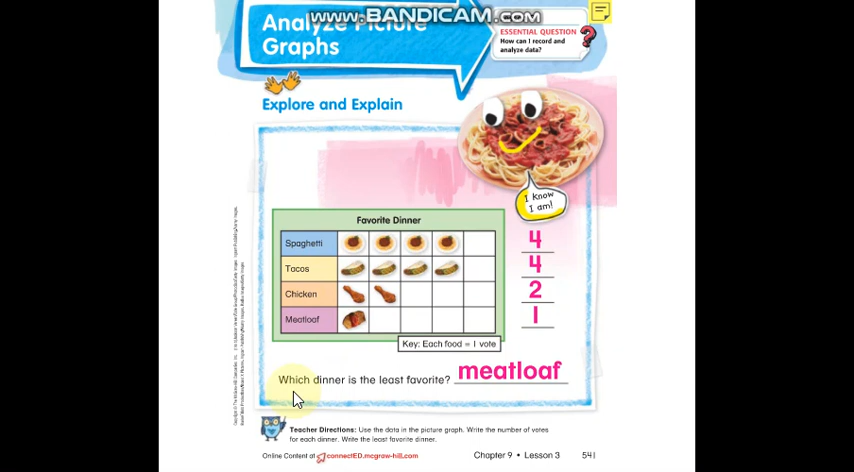 www.BANDICAM.com
Analyze Picture
Graphs
ESSENTIAL QUESTION
How can I record and
analyze data?
?
Explore and Explain
I know
I am!
Favorite Dinner
Spaghetti
4
Tacos
4
Chicken
2
Meatloaf
1
Key: Each food = 1 vote
Which dinner is the least favorite? meatloaf
Teacher Directions: Use the data in the picture graph. Write the number of votes
for each dinner. Write the least favorite dinner.
Online Content at connectED.mcgraw-hill.com
Chapter 9 • Lesson 3 541